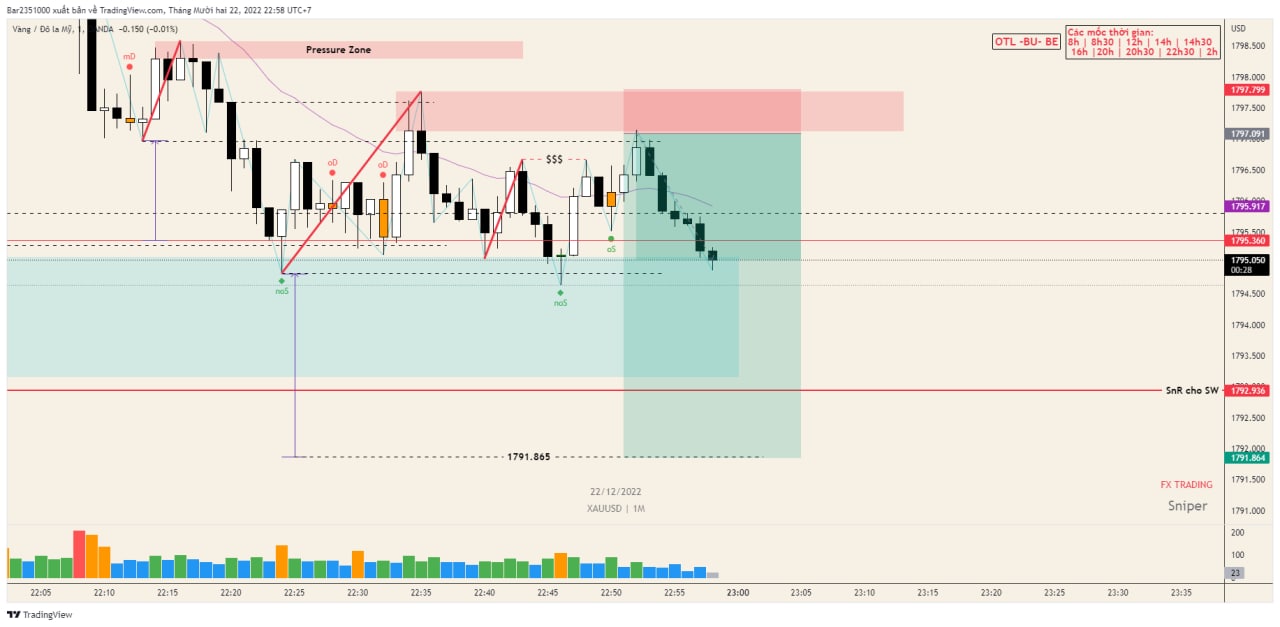 Bar2351000 xuất bản về TradingView.com, Tháng Mười hai 22, 2022 22:58 UTC+7
Vàng / Đô la Mỹ, 1, −0.150 (−0.01%)
USD
OTL -BU- BE
Các mốc thời gian:
8h | 8h30 | 12h | 14h | 14h30
16h |20h | 20h30 | 22h30 | 2h
Pressure Zone
mD
oD
oD
$$$
noS
noS
oS
1798.500
1798.000
1797.799
1797.500
1797.091
1796.500
1795.917
1795.500
1795.360
1795.050
00:28
1794.500
1794.000
1793.500
SnR cho SW
1792.936
1792.500
1792.000
1791.865
1791.864
1791.500
1791.000
22/12/2022
XAUUSD | 1M
FX TRADING
Sniper
200
100
23
22:05 22:10 22:15 22:20 22:25 22:30 22:35 22:40 22:45 22:50 22:55 23:00 23:05 23:10 23:15 23:20 23:25 23:30 23:35
TradingView